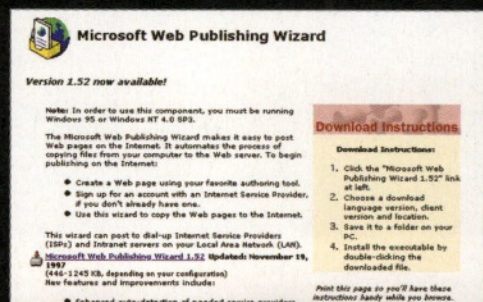 Microsoft Web Publishing Wizard
Version 1.52 now available!
Note: In order to use this component, you must be running
Windows 95 or Windows NT 4.0 SP3.
The Microsoft Web Publishing Wizard makes it easy to post
Web pages on the Internet. It automates the process of
copying files from your computer to the Web server. To begin
publishing on the Internet:
● Create a Web page using your favorite authoring tool.
● Sign up for an account with an Internet Service Provider,
if you don't already have one.
● Use this wizard to copy the Web pages to the Internet.
This wizard can post to dial-up Internet Service Providers
(ISPs) and Intranet servers on your Local Area Network (LAN).
Microsoft Web Publishing Wizard 1.52 Updated: November 19,
1997
(446-1245 KB, depending on your configuration)
New features and improvements include:
● Enhanced auto-detection of needed service providers
Download Instructions
Download Instructions:
1. Click the "Microsoft Web
Publishing Wizard 1.52" link
at left.
2. Choose a download
language version, client
version and location.
3. Save it to a folder on your
PC.
4. Install the executable by
double-clicking the
downloaded file.
Print this page so you'll have these
instructions handy while you browse.